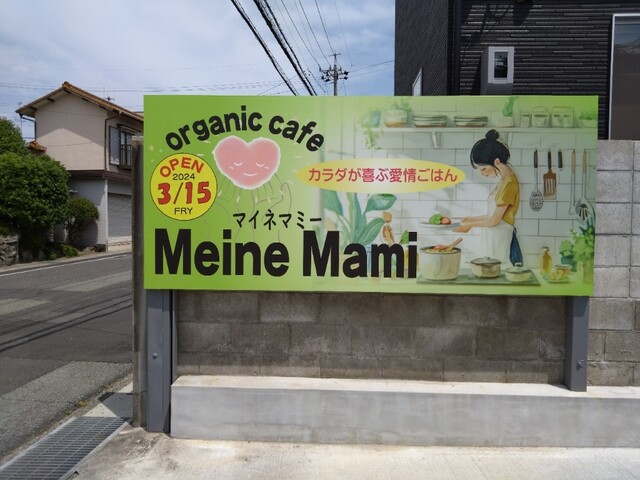 organic cafe
OPEN
2024
3/15
FRY
カラダが喜ぶ愛情ごはん
マイネマミー
Meine Mami